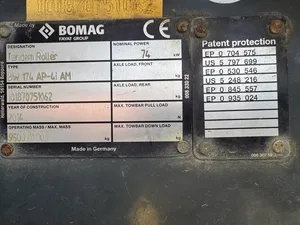 Made by
BOMAG
FAYAT GROUP
DESIGNATION
Tandem Roller
NOMINAL POWER
74 kW
TYPE
BW 174 AP-4I AM
AXLE LOAD, FRONT
kg
SERIAL NUMBER
AXLE LOAD, REAR
kg
YEAR OF CONSTRUCTION
2014
MAX. TOWBAR PULL LOAD
kg
OPERATING MASS - MAX. MASS
kg
MAX. TOWBAR DOWN LOAD
kg
Made in Germany
Patent protection
EP 0 704 575
US 5 797 699
EP 0 530 546
US 5 248 216
EP 0 845 557
EP 0 935 024